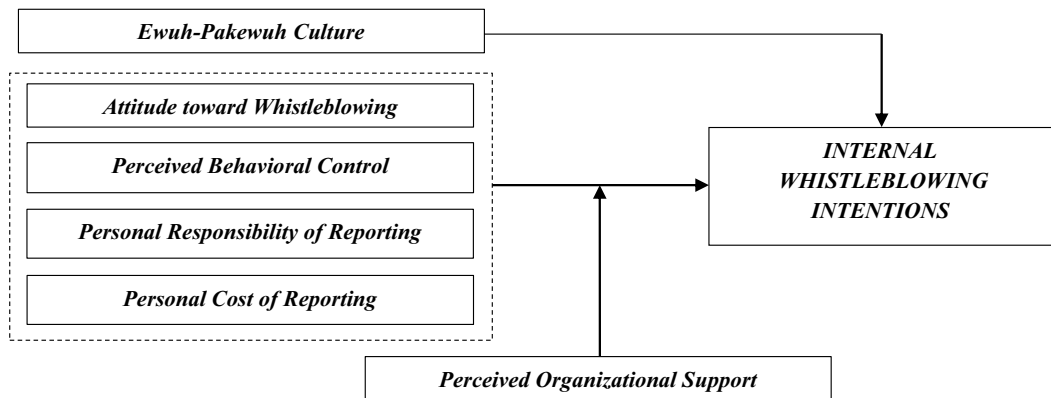 Ewuh-Pakewuh Culture
Attitude toward Whistleblowing
Perceived Behavioral Control
Personal Responsibility of Reporting
Personal Cost of Reporting
INTERNAL
WHISTLEBLOWING
INTENTIONS
Perceived Organizational Support